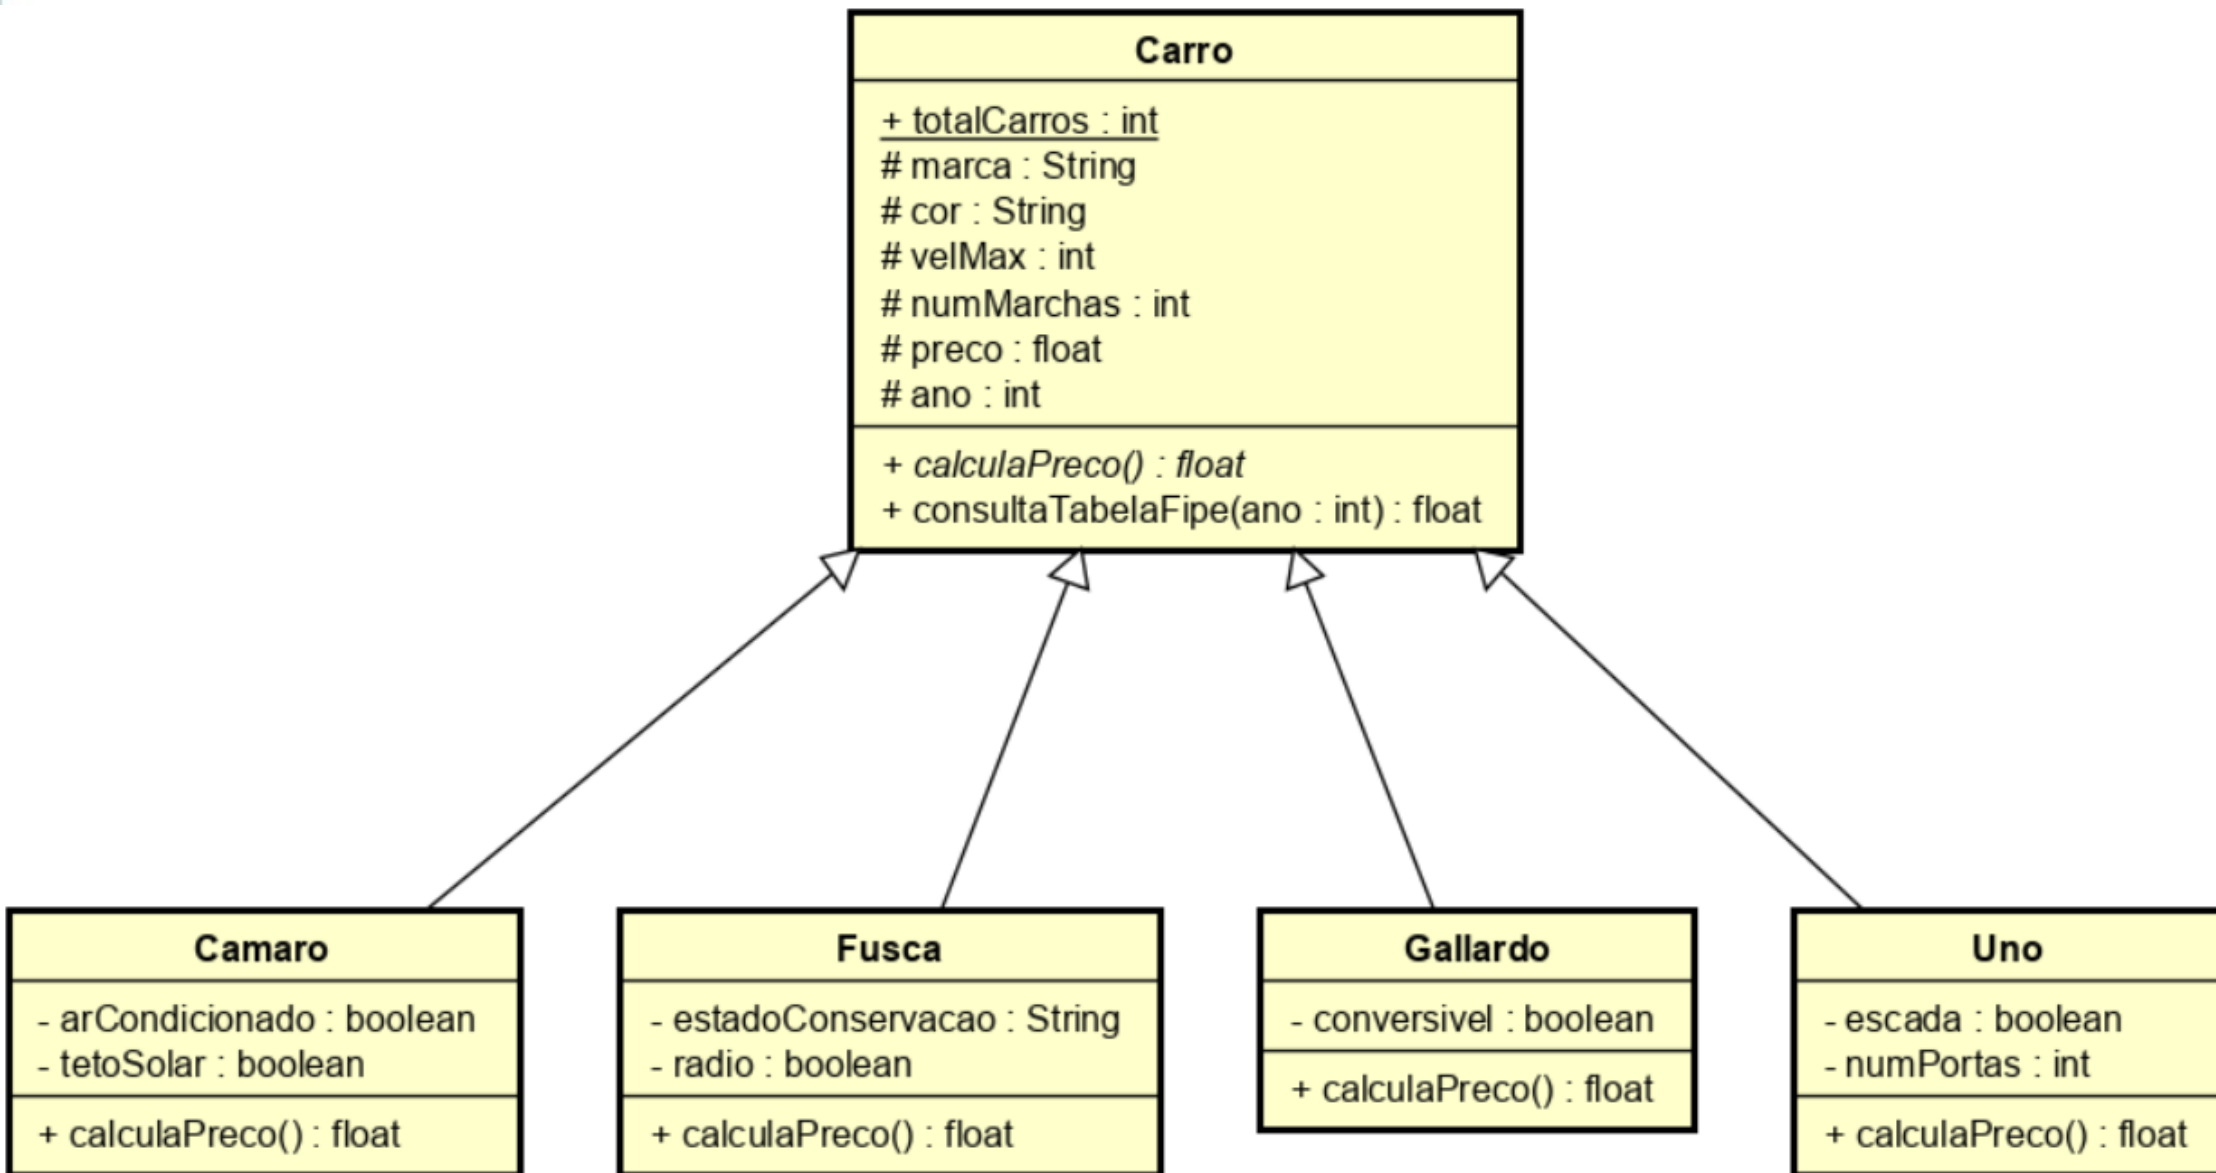 Carro
+ totalCarros : int
# marca : String
# cor : String
# velMax : int
# numMarchas : int
# preco : float
# ano : int
+ calculaPreco() : float
+ consultaTabelaFipe(ano : int) : float
Camaro
- arCondicionado : boolean
- tetoSolar : boolean
+ calculaPreco() : float
Fusca
- estadoConservacao : String
- radio : boolean
+ calculaPreco() : float
Gallardo
- conversivel : boolean
+ calculaPreco() : float
Uno
- escada : boolean
- numPortas : int
+ calculaPreco() : float